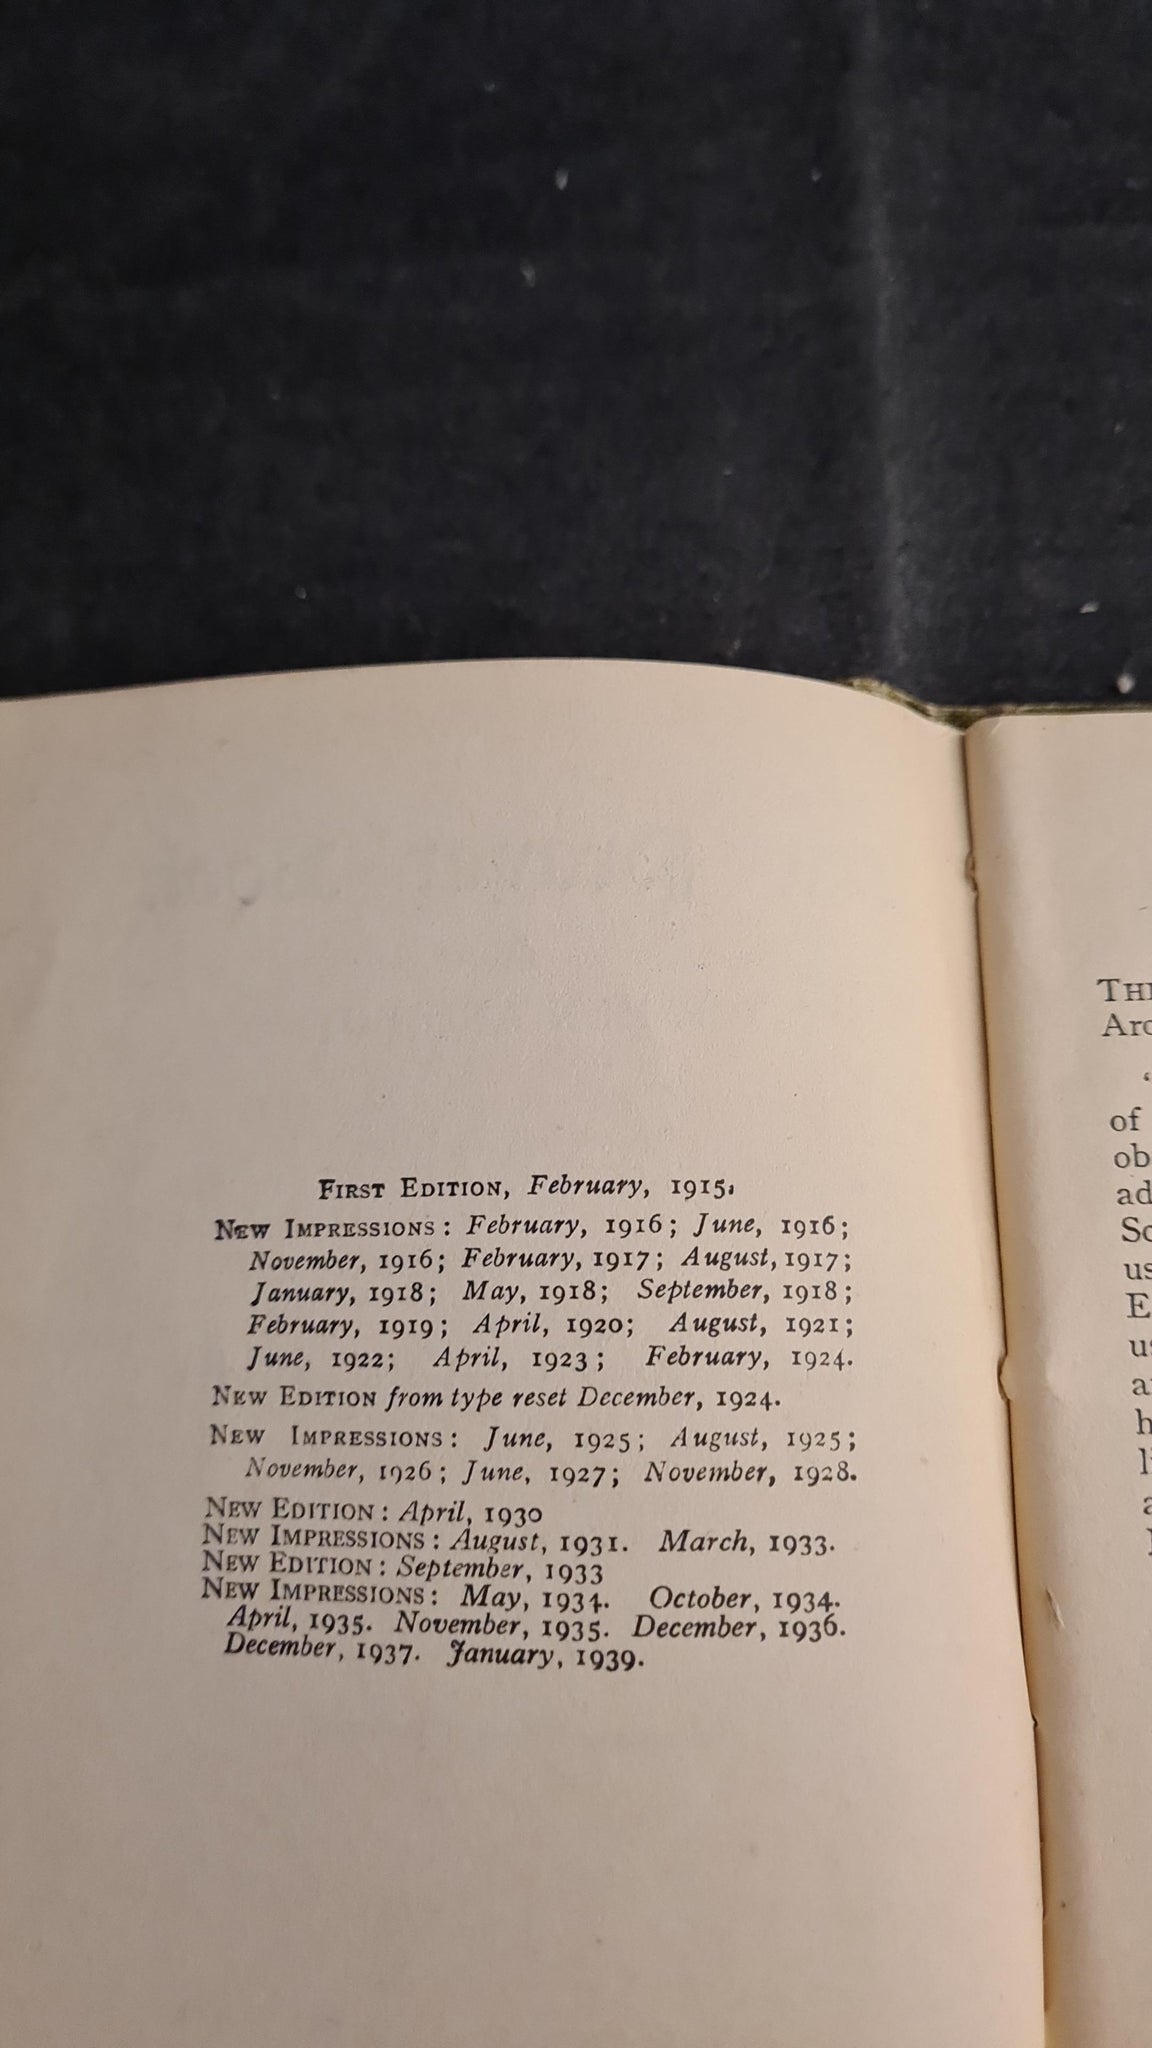 FIRST EDITION, February, 1915.
NEW IMPRESSIONS: February, 1916; June, 1916;
November, 1916; February, 1917; August, 1917;
January, 1918; May, 1918; September, 1918;
February, 1919; April, 1920; August, 1921;
June, 1922; April, 1923; February, 1924.
NEW EDITION from type reset December, 1924.
NEW IMPRESSIONS: June, 1925; August, 1925;
November, 1926; June, 1927; November, 1928.
NEW EDITION: April, 1930
NEW IMPRESSIONS: August, 1931. March, 1933.
NEW EDITION: September, 1933
NEW IMPRESSIONS: May, 1934. October, 1934.
April, 1935. November, 1935. December, 1936.
December, 1937. January, 1939.
of